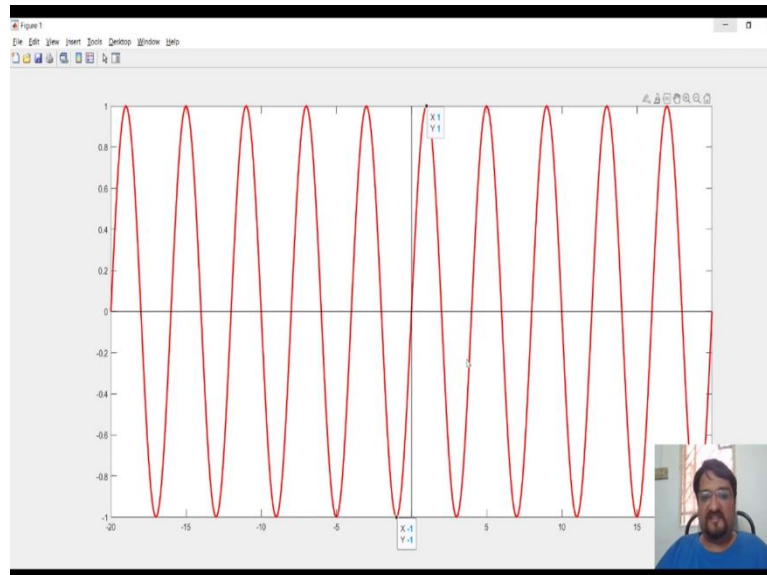 Figure 1
File Edit View Insert Tools Desktop Window Help
1
X 1
Y 1
0.8
0.6
0.4
0.2
0
-0.2
-0.4
-0.6
-0.8
-1
-20 -15 -10 -5 5 10 15
X -1
Y -1